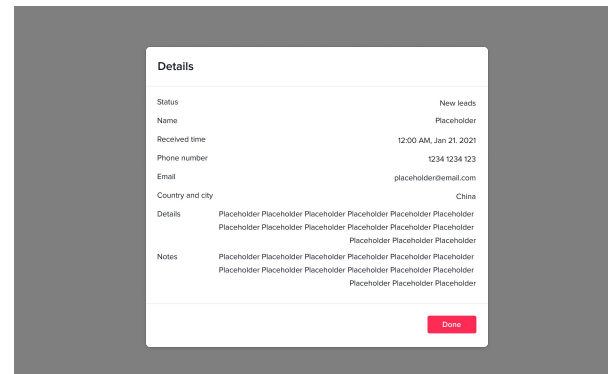 Details
Status New leads
Name Placeholder
Received time 12:00 AM, Jan 21. 2021
Phone number 1234 1234 123
Email placeholder@email.com
Country and city China
Details Placeholder Placeholder Placeholder Placeholder Placeholder Placeholder
Placeholder Placeholder Placeholder Placeholder Placeholder Placeholder
Placeholder Placeholder Placeholder
Notes Placeholder Placeholder Placeholder Placeholder Placeholder Placeholder
Placeholder Placeholder Placeholder Placeholder Placeholder Placeholder
Placeholder Placeholder Placeholder
Done